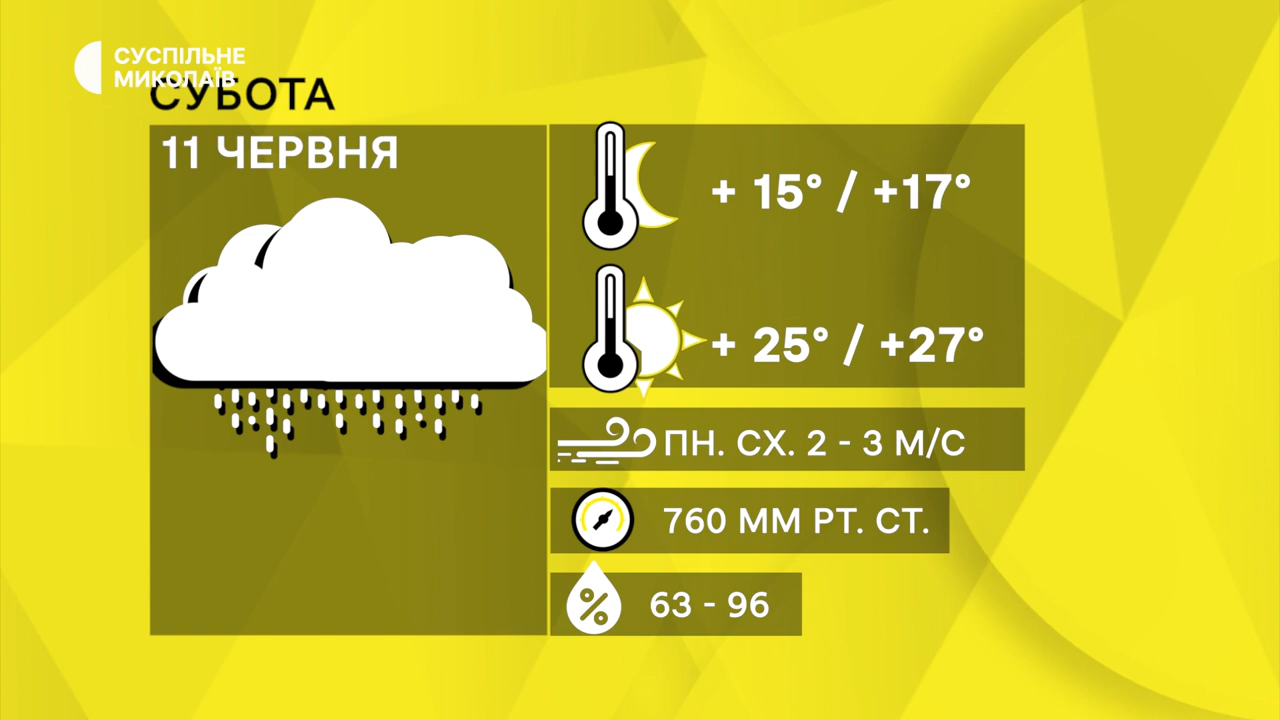 СУСПІЛЬНЕ
МИКОЛАЇВ
СУБОТА
11 ЧЕРВНЯ
+ 15° / +17°
+ 25° / +27°
ПН. СХ. 2 - 3 М/С
760 ММ РТ. СТ.
%
63 - 96